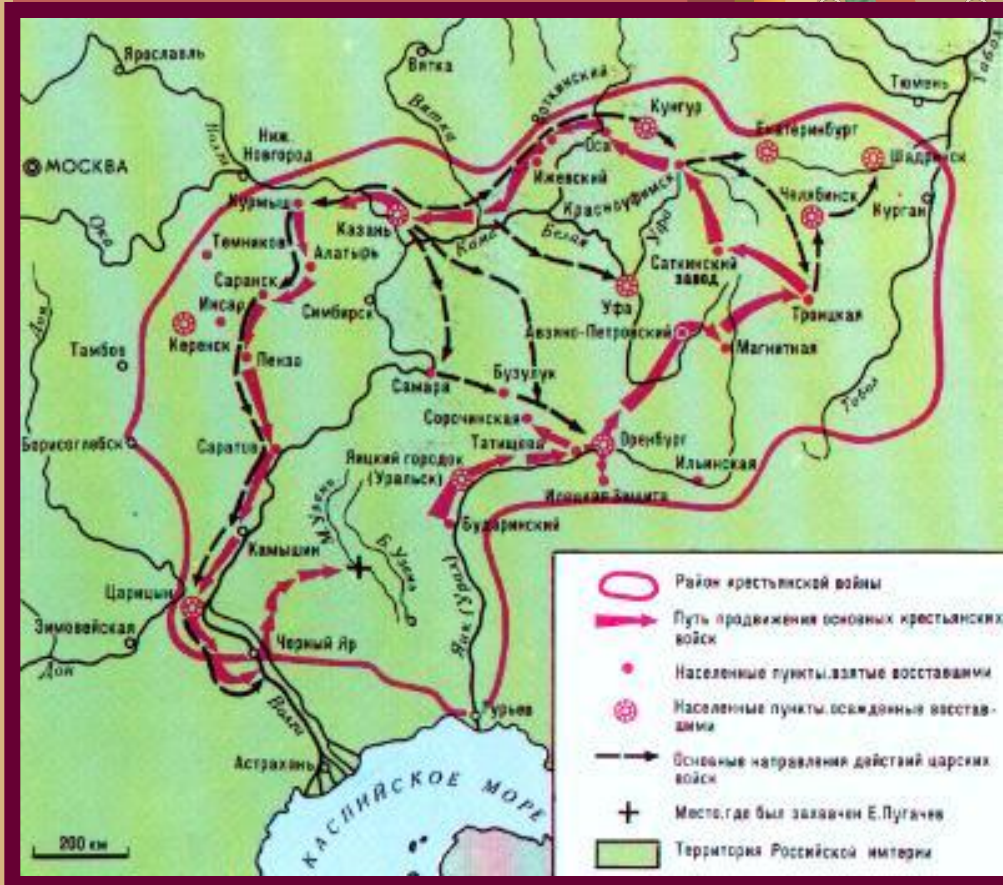 Ярославль
Вятка
Вятка
Воткинский
Кунгур
Тюмень
Тобол
Екатеринбург
Шадринск
Ниж.
Новгород
Волга
МОСКВА
Оса
Ижевский
Красноуфимск
Челябинск
Курган
Курмыш
Казань
Кама
Белая
Уфа
Ока
Темников
Алатырь
Саткинский
завод
Саранск
Симбирск
Уфа
Троицкая
Инсар
Авзяно-Петровский
Магнитная
Дон
Керенск
Пенза
Тамбов
Самара
Бузулук
Тобол
Сорочинская
Оренбург
Борисоглебск
Саратов
Татищева
Яицкий городок
(Уральск)
Ильинская
Илецкая Защита
М.Узень
Бударинский
Б.Узень
Камышин
Яик (Урал)
Царицын
Зимовейская
Черный Яр
Дон
Волга
Гурьев
Астрахань
КАСПИЙСКОЕ МОРЕ
200 км
Район крестьянской войны
Путь продвижения основных крестьянских
войск
Населенные пункты, взятые восставшими
Населенные пункты, осажденные восстав-
шими
Основные направления действий царских
войск
Место, где был захвачен Е.Пугачев
Территория Российской империи